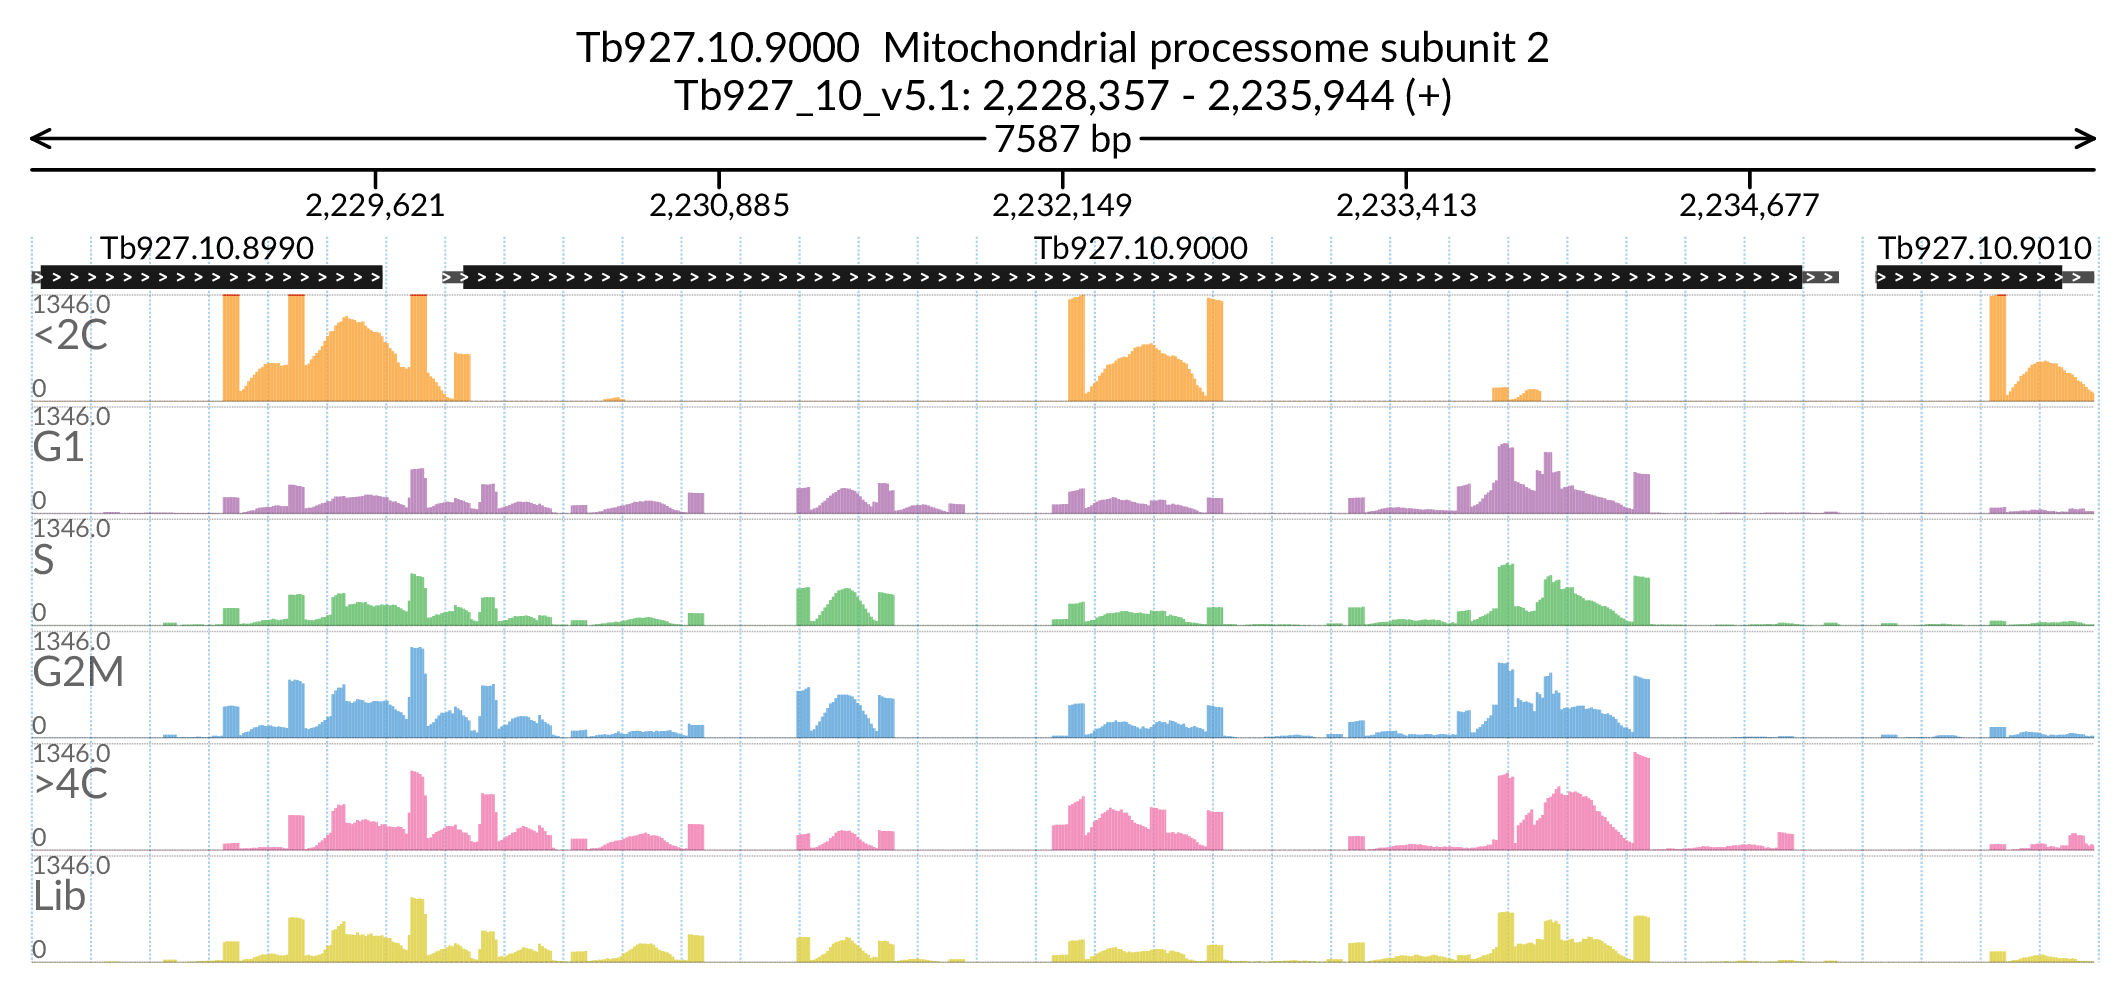 Tb927.10.9000  Mitochondrial processome subunit 2
Tb927_10_v5.1: 2,228,357 - 2,235,944 (+)
7587 bp
2,229,621 2,230,885 2,232,149 2,233,413 2,234,677
Tb927.10.8990 Tb927.10.9000 Tb927.10.9010
1346.0
<2C
0
1346.0
G1
0
1346.0
S
0
1346.0
G2M
0
1346.0
>4C
0
1346.0
Lib
0